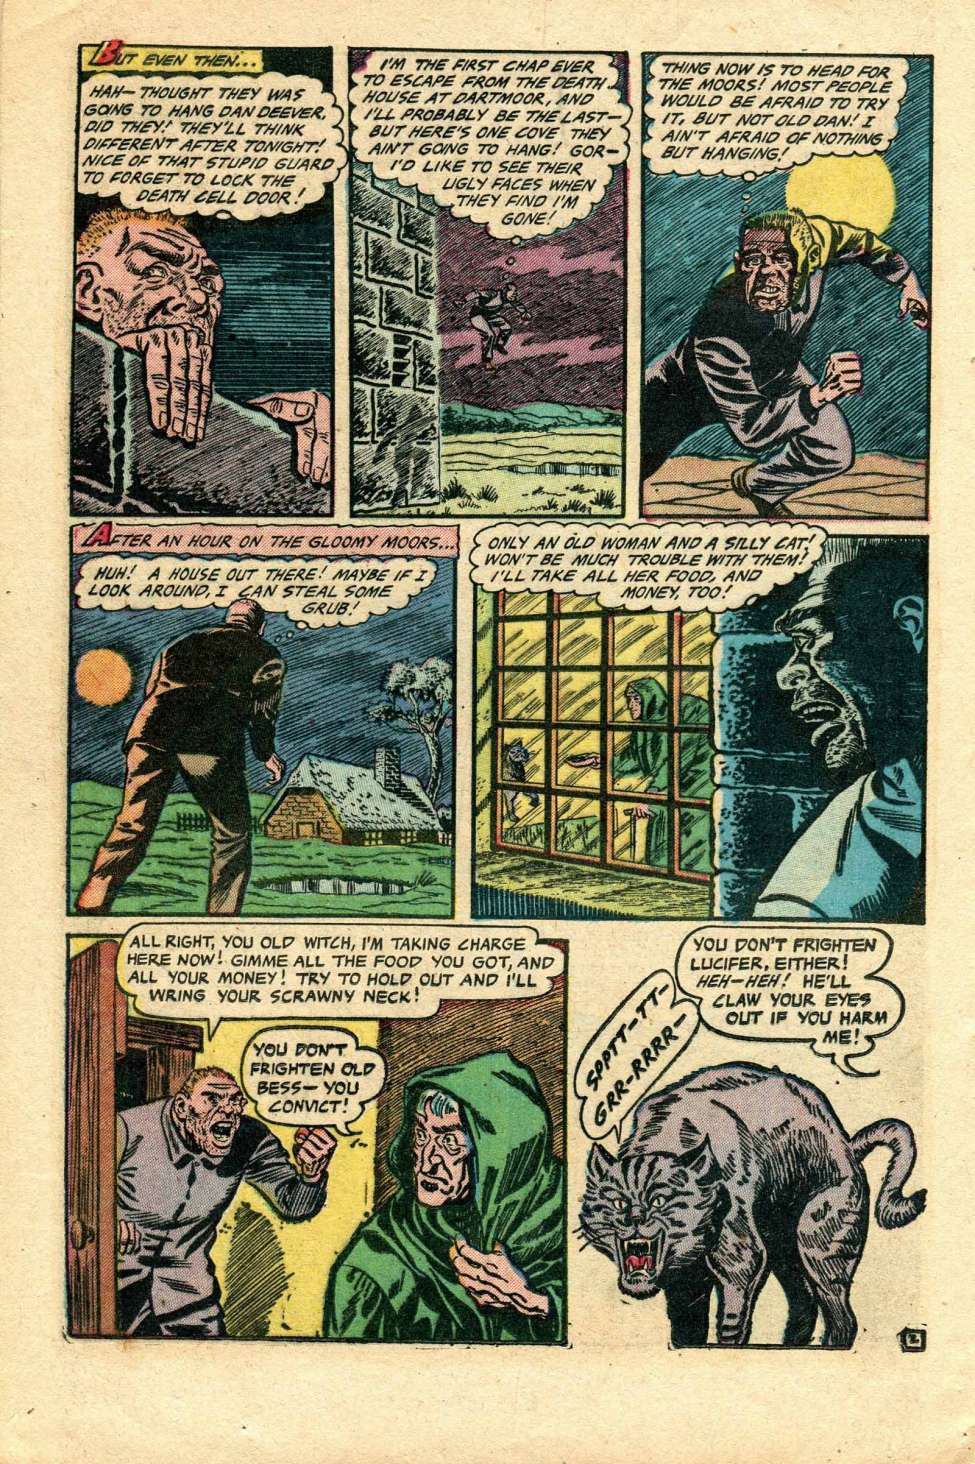 BUT EVEN THEN...
HAH- THOUGHT THEY WAS
GOING TO HANG DAN DEEVER,
DID THEY! THEY'LL THINK
DIFFERENT AFTER TONIGHT!
NICE OF THAT STUPID GUARD
TO FORGET TO LOCK THE
DEATH CELL DOOR!
I'M THE FIRST CHAP EVER
TO ESCAPE FROM THE DEATH
HOUSE AT DARTMOOR, AND
I'LL PROBABLY BE THE LAST-
BUT HERE'S ONE COVE THEY
AIN'T GOING TO HANG! GOR-
I'D LIKE TO SEE THEIR
UGLY FACES WHEN
THEY FIND I'M
GONE!
THING NOW IS TO HEAD FOR
THE MOORS! MOST PEOPLE
WOULD BE AFRAID TO TRY
IT, BUT NOT OLD DAN! I
AIN'T AFRAID OF NOTHING
BUT HANGING!
AFTER AN HOUR ON THE GLOOMY MOORS...
HUH! A HOUSE OUT THERE! MAYBE IF I
LOOK AROUND, I CAN STEAL SOME
GRUB!
ONLY AN OLD WOMAN AND A SILLY CAT!
WON'T BE MUCH TROUBLE WITH THEM!
I'LL TAKE ALL HER FOOD, AND
MONEY, TOO!
ALL RIGHT, YOU OLD WITCH, I'M TAKING CHARGE
HERE NOW! GIMME ALL THE FOOD YOU GOT, AND
ALL YOUR MONEY! TRY TO HOLD OUT AND I'LL
WRING YOUR SCRAWNY NECK!
YOU DON'T
FRIGHTEN OLD
BESS- YOU
CONVICT!
SPPTT-TT-
GRR-RRRR-
YOU DON'T FRIGHTEN
LUCIFER, EITHER!
HEH-HEH! HE'LL
CLAW YOUR EYES
OUT IF YOU HARM
ME!
2